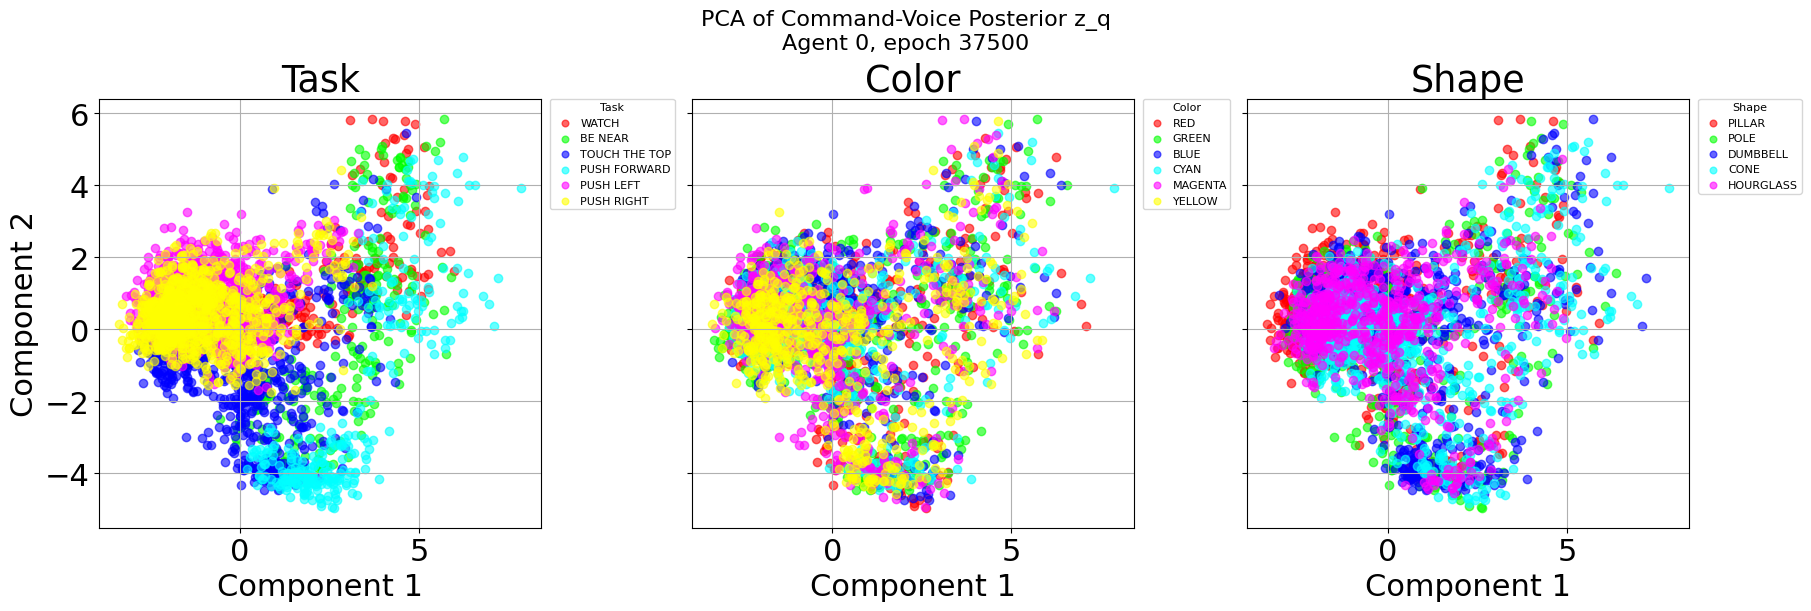 PCA of Command-Voice Posterior z_q
Agent 0, epoch 37500
Task
Component 2
6
4
2
0
−2
−4
0
5
Component 1
Task
WATCH
BE NEAR
TOUCH THE TOP
PUSH FORWARD
PUSH LEFT
PUSH RIGHT
Color
0
5
Component 1
Color
RED
GREEN
BLUE
CYAN
MAGENTA
YELLOW
Shape
0
5
Component 1
Shape
PILLAR
POLE
DUMBBELL
CONE
HOURGLASS